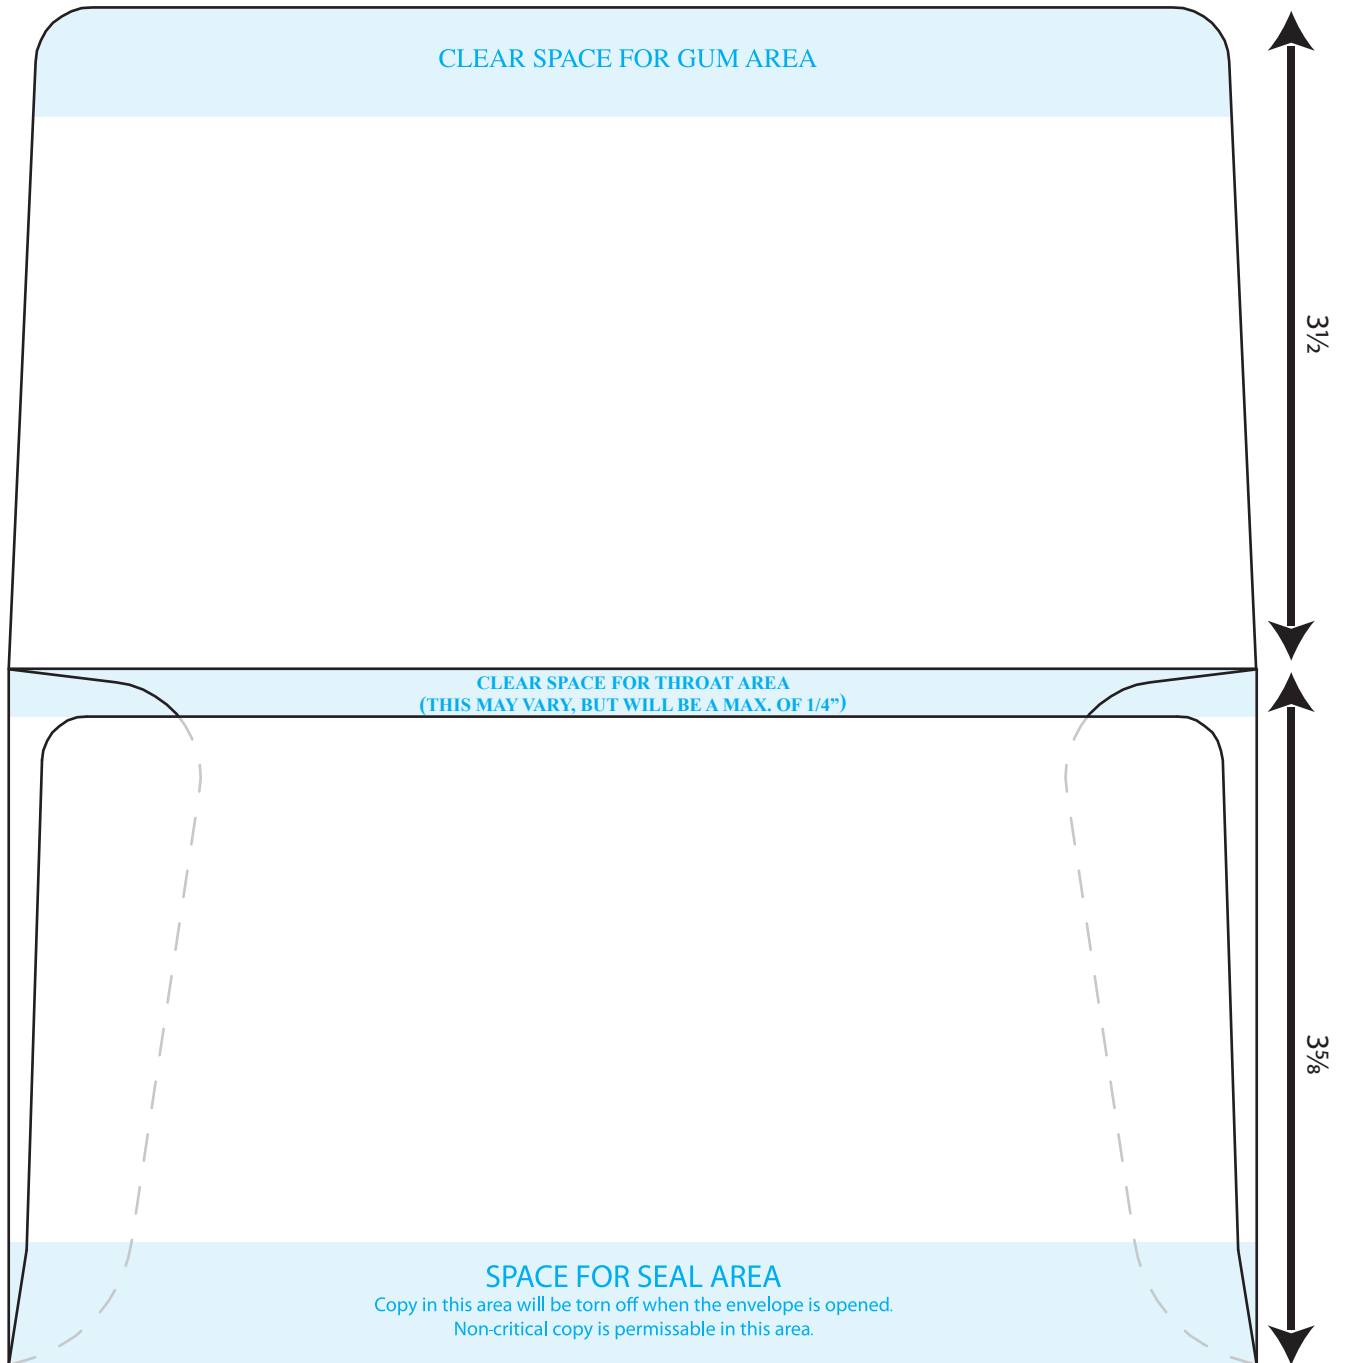 CLEAR SPACE FOR GUM AREA
3½
CLEAR SPACE FOR THROAT AREA
(THIS MAY VARY, BUT WILL BE A MAX. OF 1/4”)
3⅝
SPACE FOR SEAL AREA
Copy in this area will be torn off when the envelope is opened.
Non-critical copy is permissable in this area.